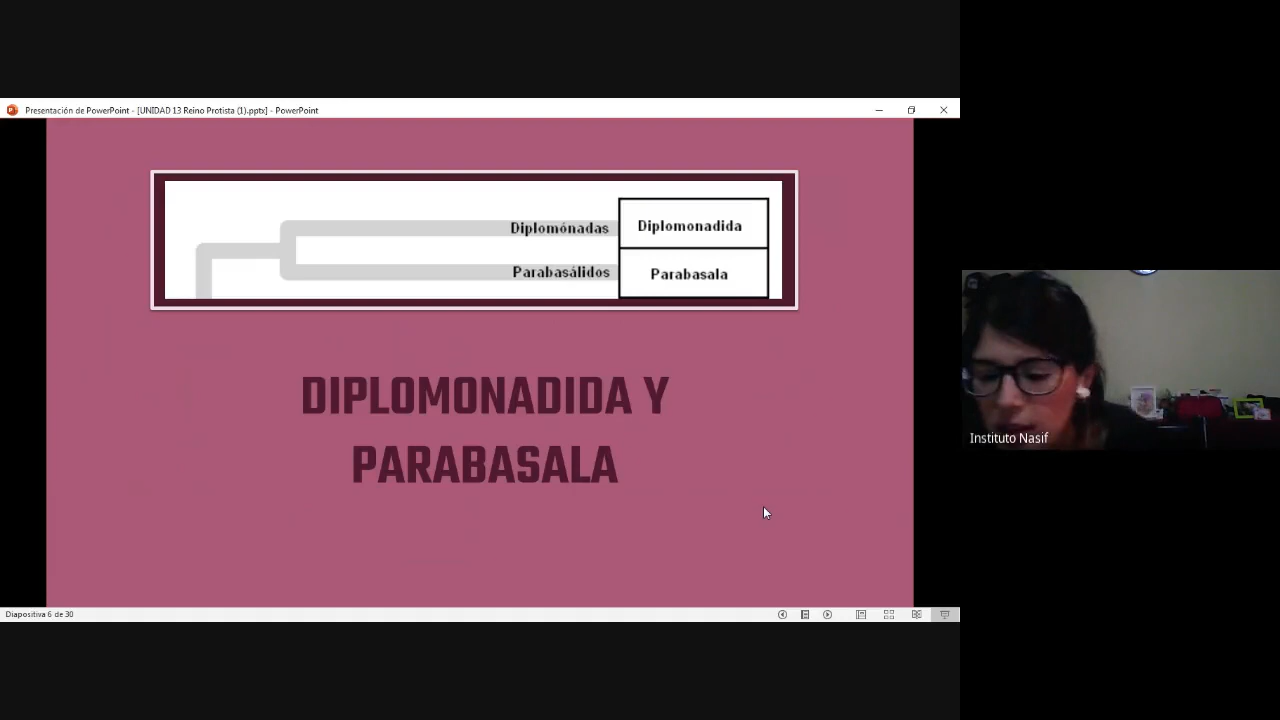 Presentación de PowerPoint - [UNIDAD 13 Reino Protista (1).pptx] - PowerPoint
Diplomónadas
Diplomonadida
Parabasálidos
Parabasala
DIPLOMONADIDA Y
PARABASALA
Instituto Nasif
Diapositiva 6 de 30